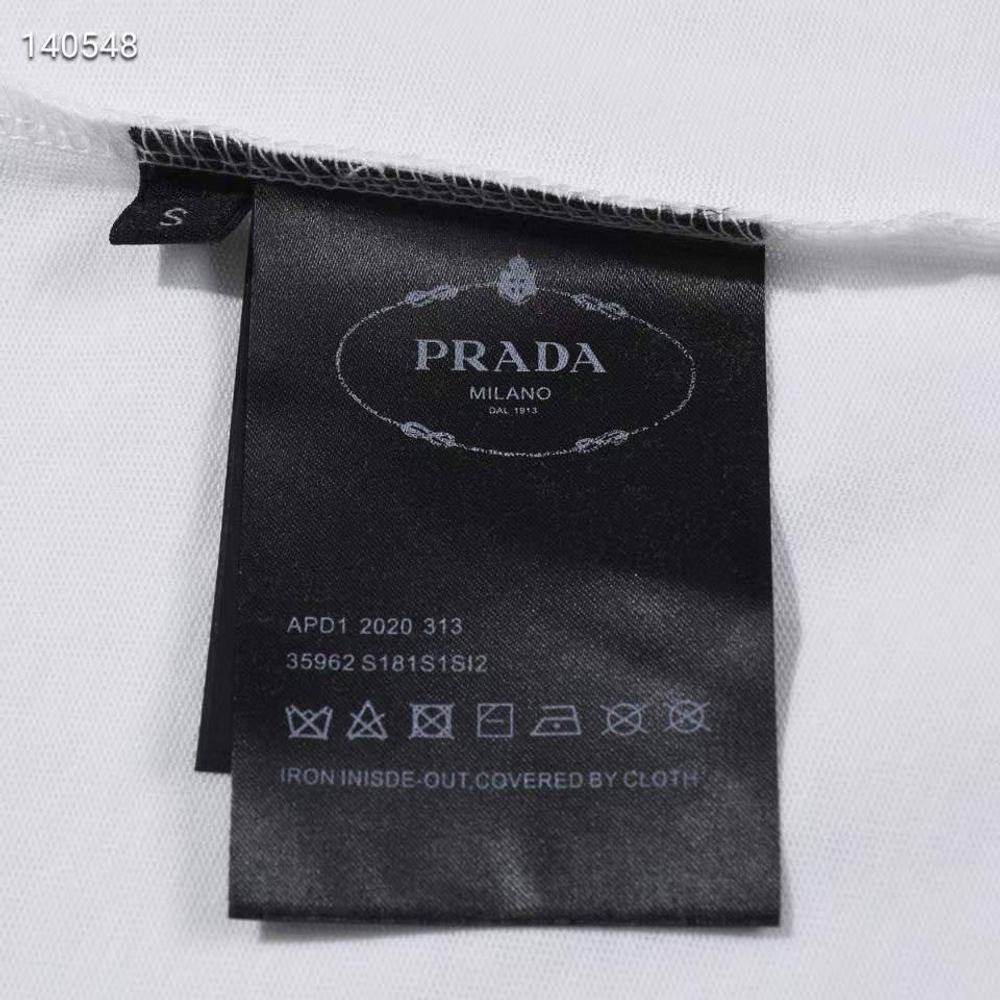 140548
S
PRADA
MILANO
DAL 1913
APD1 2020 313
35962 S181S1SI2
IRON INISDE-OUT,COVERED BY CLOTH